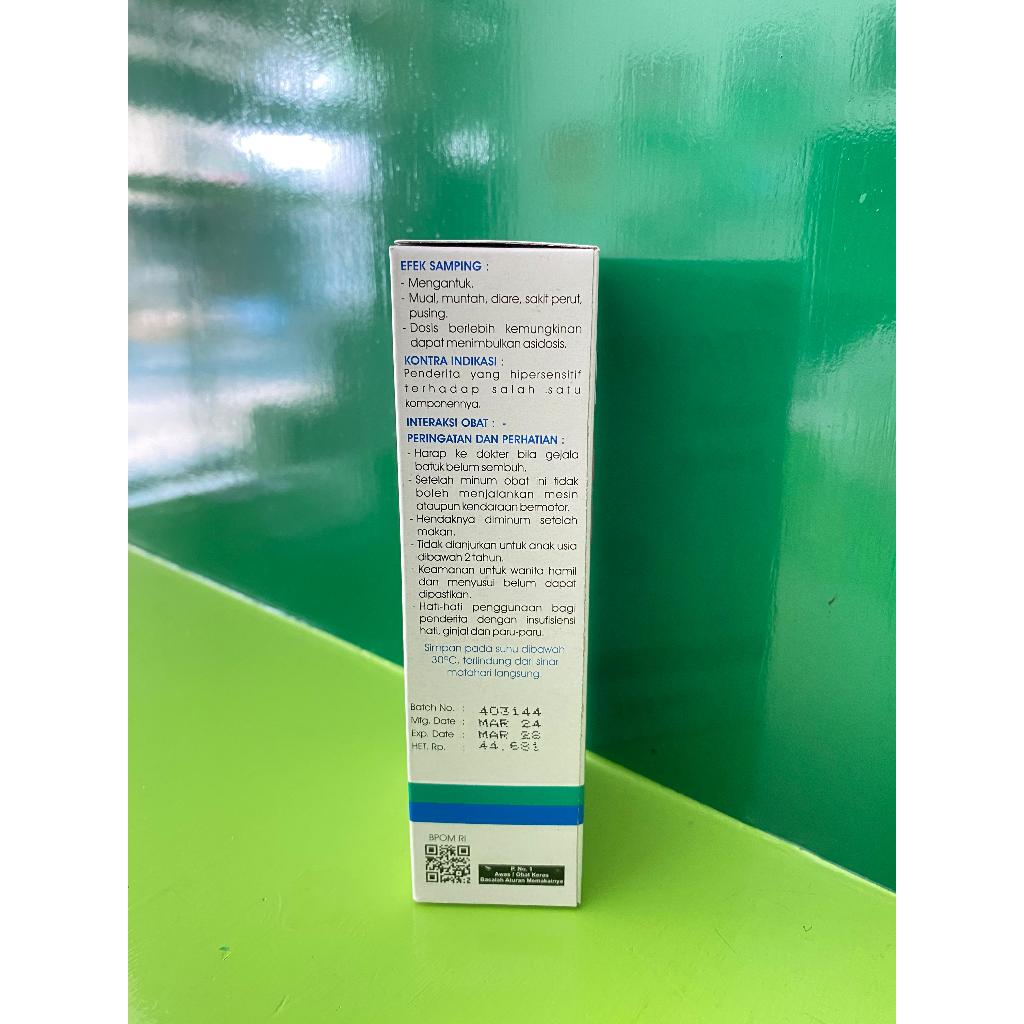 EFEK SAMPING :
- Mengantuk.
- Mual, muntah, diare, sakit perut,
pusing.
- Dosis berlebih kemungkinan
dapat menimbulkan asidosis.
KONTRA INDIKASI :
Penderita yang hipersensitif
terhadap salah satu
komponennya.
INTERAKSI OBAT : -
PERINGATAN DAN PERHATIAN :
- Harap ke dokter bila gejala
batuk belum sembuh.
- Setelah minum obat ini tidak
boleh menjalankan mesin
ataupun kendaraan bermotor.
- Hendaknya diminum setelah
makan.
- Tidak dianjurkan untuk anak usia
dibawah 2 tahun.
- Keamanan untuk wanita hamil
dan menyusui belum dapat
dipastikan.
- Hati-hati penggunaan bagi
penderita dengan insufisiensi
hati, ginjal dan paru-paru.
Simpan pada suhu dibawah
30°C, terlindung dari sinar
matahari langsung.
Batch No. : 403144
Mfg. Date : MAR 24
Exp. Date : MAR 28
HET. Rp. : 44.681
BPOM RI
P. No. 1
Awas ! Obat Keras
Bacalah Aturan Memakainya